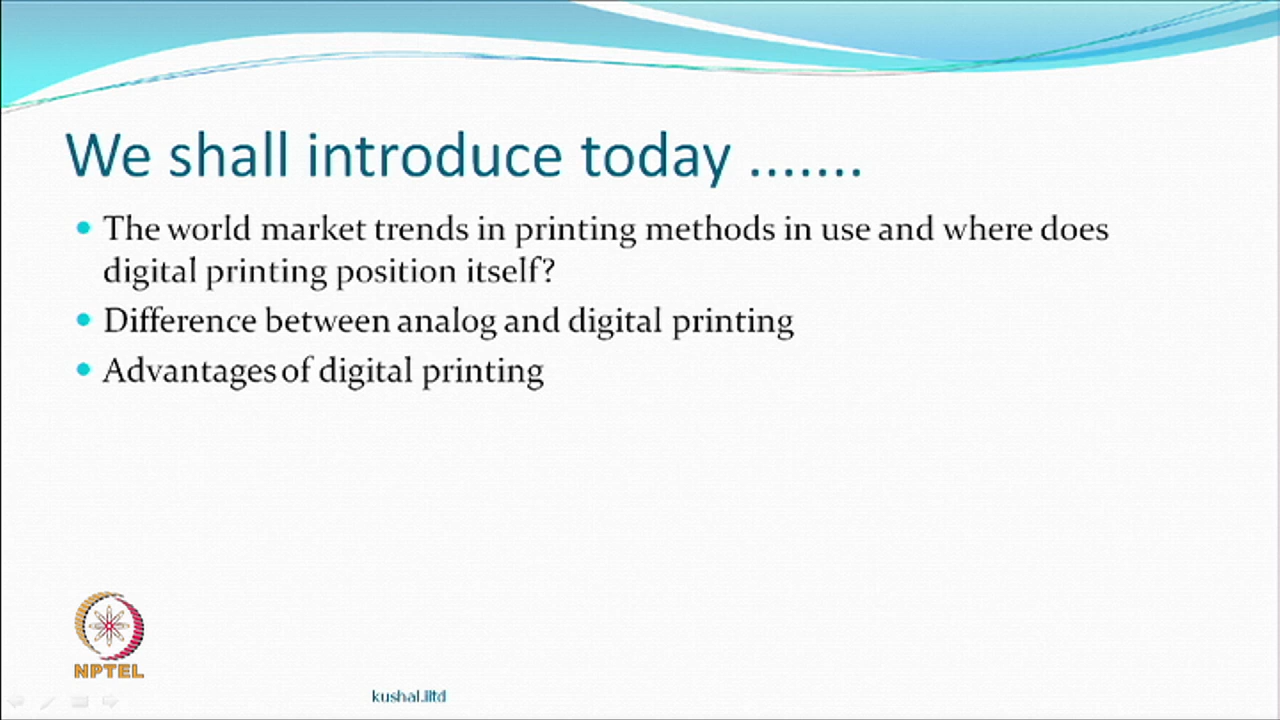 We shall introduce today .......
The world market trends in printing methods in use and where does
digital printing position itself?
Difference between analog and digital printing
Advantages of digital printing
NPTEL
kushal.iitd